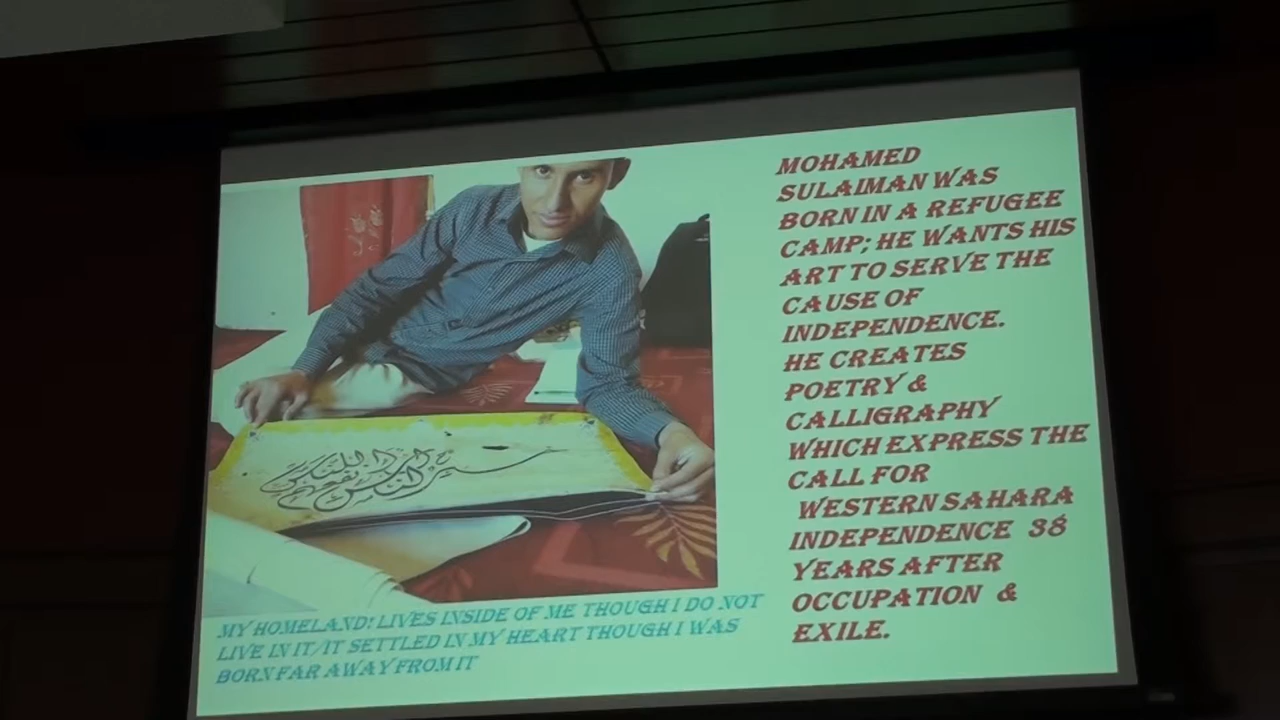 MOHAMED
SULAIMAN WAS
BORN IN A REFUGEE
CAMP; HE WANTS HIS
ART TO SERVE THE
CAUSE OF
INDEPENDENCE.
HE CREATES
POETRY &
CALLIGRAPHY
WHICH EXPRESS THE
CALL FOR
WESTERN SAHARA
INDEPENDENCE 38
YEARS AFTER
OCCUPATION &
EXILE.
MY HOMELAND! LIVES INSIDE OF ME THOUGH I DO NOT
LIVE IN IT/IT SETTLED IN MY HEART THOUGH I WAS
BORN FAR AWAY FROM IT